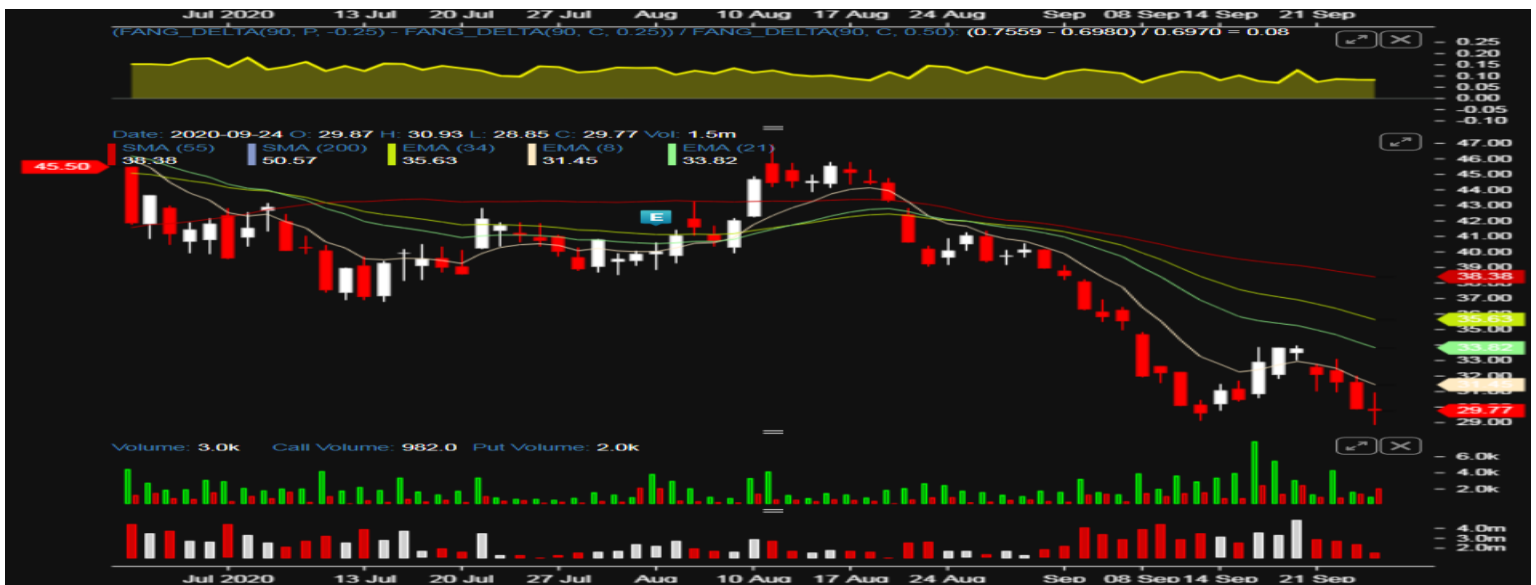 Jul 2020 13 Jul 20 Jul 27 Jul Aug 10 Aug 17 Aug 24 Aug Sep 08 Sep 14 Sep 21 Sep
(FANG_DELTA(90, P, -0.25) - FANG_DELTA(90, C, 0.25)) / FANG_DELTA(90, C, 0.50): (0.7559 - 0.6980) / 0.6970 = 0.08
0.25
0.20
0.15
0.10
0.05
0.00
-0.05
-0.10
Date: 2020-09-24 O: 29.87 H: 30.93 L: 28.85 C: 29.77 Vol: 1.5m
SMA (55) SMA (200) EMA (34) EMA (8) EMA (21)
38.38 50.57 35.63 31.45 33.82
45.50
47.00
46.00
45.00
44.00
43.00
42.00
41.00
40.00
39.00
38.38
37.00
35.63
35.00
33.82
33.00
32.00
31.45
29.77
29.00
E
Volume: 3.0k Call Volume: 982.0 Put Volume: 2.0k
6.0k
4.0k
2.0k
4.0m
3.0m
2.0m
Jul 2020 13 Jul 20 Jul 27 Jul Aug 10 Aug 17 Aug 24 Aug Sep 08 Sep 14 Sep 21 Sep